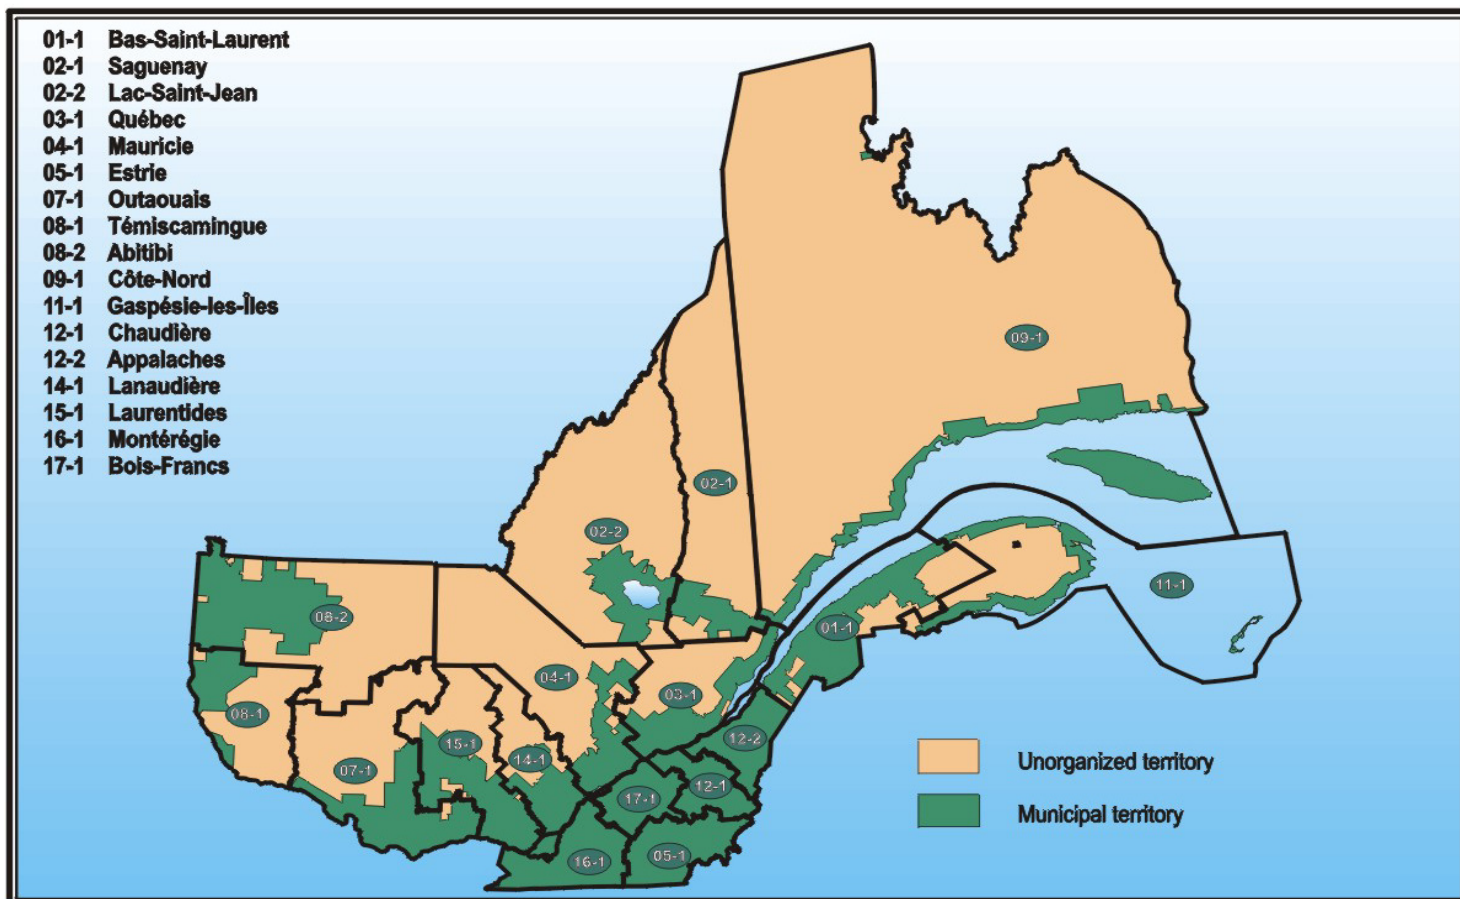 01-1 Bas-Saint-Laurent
02-1 Saguenay
02-2 Lac-Saint-Jean
03-1 Québec
04-1 Mauricie
05-1 Estrie
07-1 Outaouais
08-1 Témiscamingue
08-2 Abitibi
09-1 Côte-Nord
11-1 Gaspésie-les-Îles
12-1 Chaudière
12-2 Appalaches
14-1 Lanaudière
15-1 Laurentides
16-1 Montérégie
17-1 Bois-Francs
09-1
02-1
02-2
11-1
08-2
01-1
04-1
03-1
08-1
12-2
15-1
14-1
07-1
12-1
17-1
16-1
05-1
Unorganized territory
Municipal territory